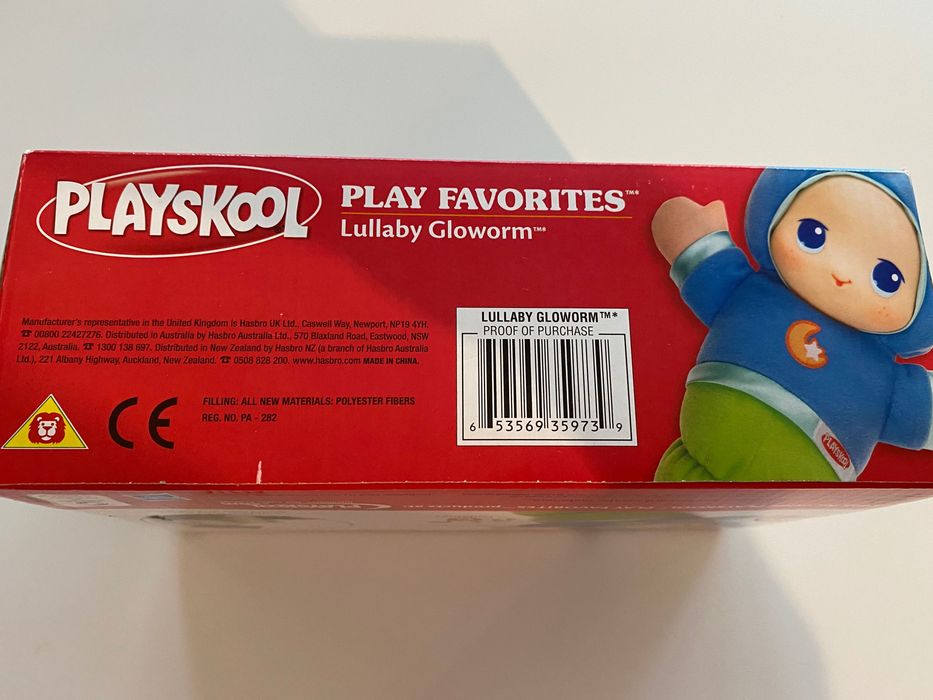 PLAYSKOOL
PLAY FAVORITES™*
Lullaby Gloworm™*
Manufacturer's representative in the United Kingdom is Hasbro UK Ltd., Caswell Way, Newport, NP19 4YH.
☎ 00800 22427276. Distributed in Australia by Hasbro Australia Ltd., 570 Blaxland Road, Eastwood, NSW
2122, Australia. ☎ 1300 138 697. Distributed in New Zealand by Hasbro NZ (a branch of Hasbro Australia
Ltd.), 221 Albany Highway, Auckland, New Zealand. ☎ 0508 828 200. www.hasbro.com MADE IN CHINA.
CE
FILLING: ALL NEW MATERIALS: POLYESTER FIBERS
REG. NO. PA - 282
LULLABY GLOWORM™*
PROOF OF PURCHASE
6 53569 35973 9
PLAYSKOOL
PLAYSKOOL